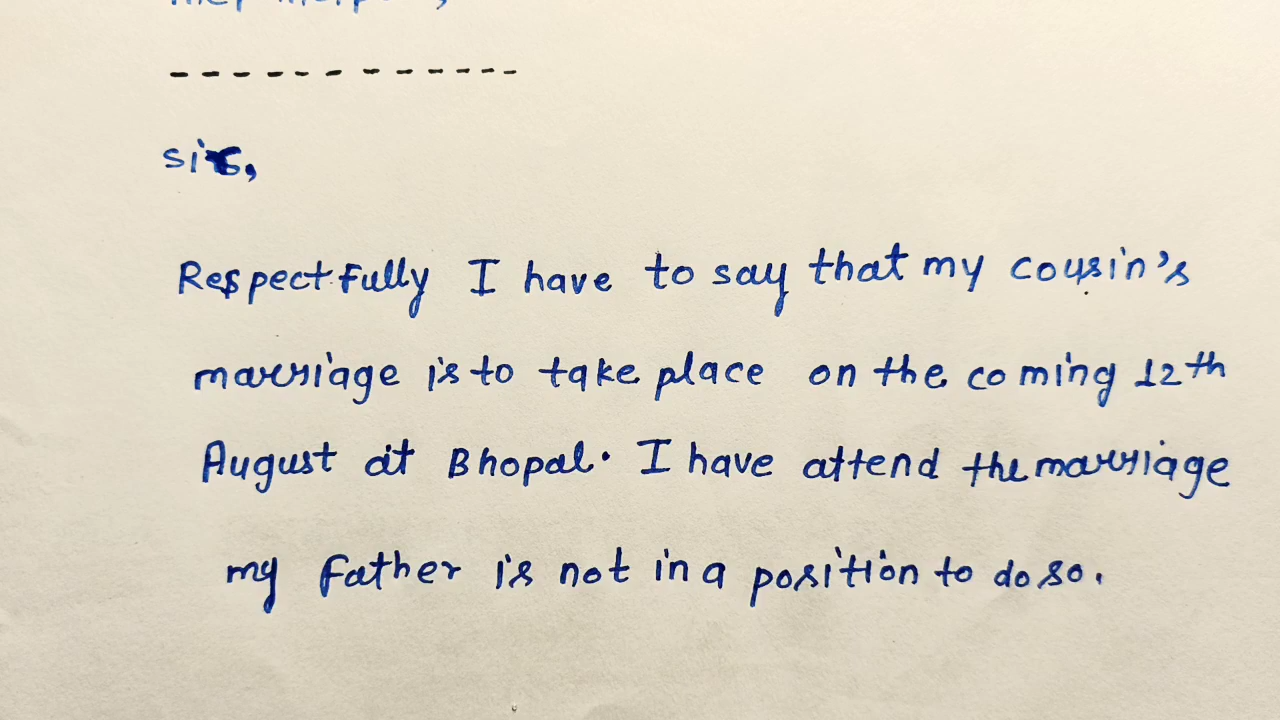 sir,
Respectfully I have to say that my cousin's
marriage is to take place on the coming 12th
August at Bhopal. I have attend the marriage
my father is not in a position to do so.